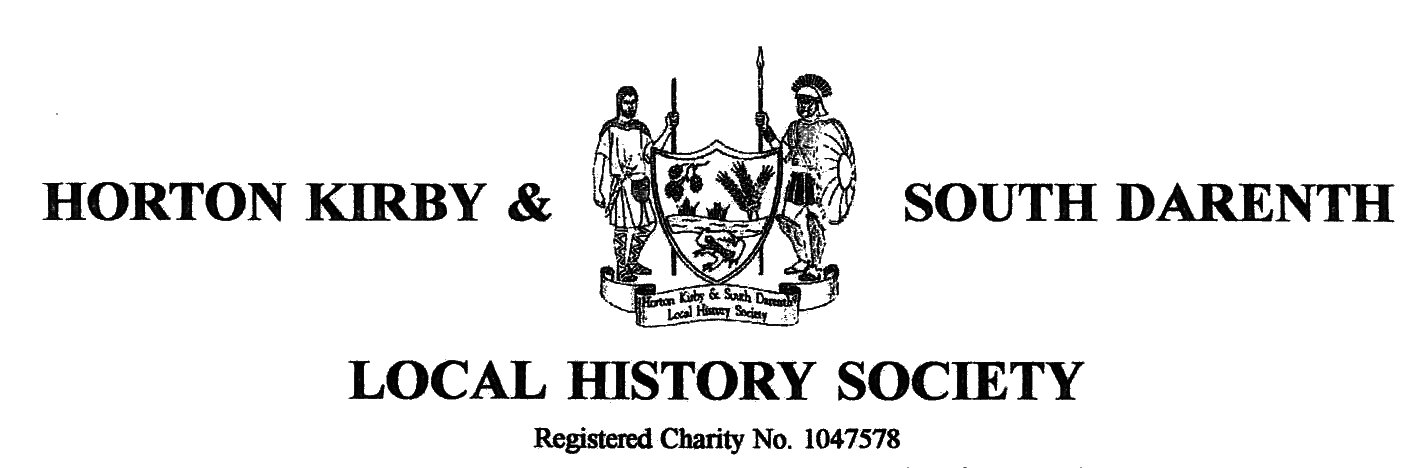 HORTON KIRBY & SOUTH DARENTH
Horton Kirby & South Darenth
Local History Society
LOCAL HISTORY SOCIETY
Registered Charity No. 1047578